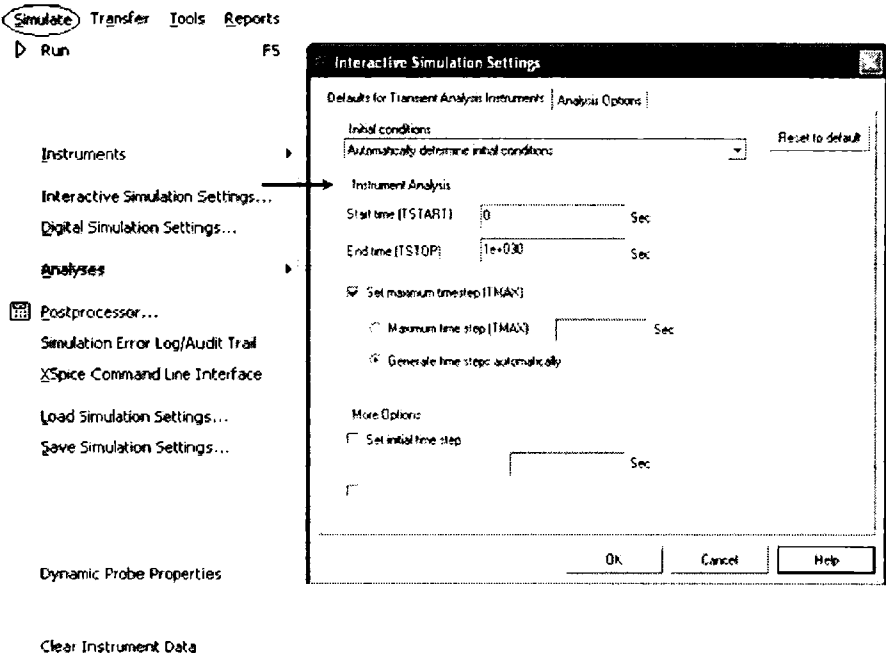 Simulate Transfer Tools Reports
Run F5
Instruments
Interactive Simulation Settings...
Digital Simulation Settings...
Analyses
Postprocessor...
Simulation Error Log/Audit Trail
XSpice Command Line Interface
Load Simulation Settings...
Save Simulation Settings...
Dynamic Probe Properties
Clear Instrument Data
Interactive Simulation Settings
Defaults for Transient Analysis Instruments Analysis Options
Initial conditions
Reset to default
Automatically determine initial conditions
Instrument Analysis
Start time (TSTART) 0 Sec
End time (TSTOP) 1e+030 Sec
Set maximum timestep (TMAX)
Maximum time step (TMAX) Sec
Generate time steps automatically
More Options
Set initial time step
Sec
OK Cancel Help